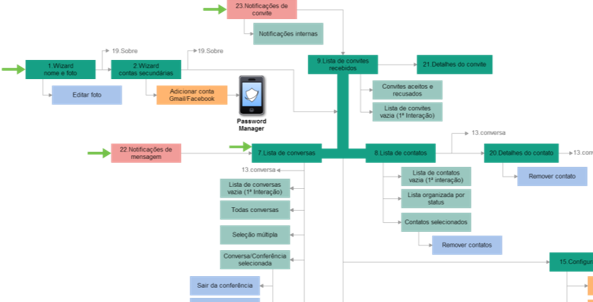 23.Notificações de
convite
Notificações internas
19.Sobre
19.Sobre
1.Wizard
nome e foto
2.Wizard
contas secundárias
9.Lista de convites
recebidos
21.Detalhes do convite
Editar foto
Adicionar conta
Gmail/Facebook
Password
Manager
Convites aceitos e
recusados
Lista de convites
vazia (1ª Interação)
13.conversa
22.Notificações de
mensagem
7.Lista de conversas
8.Lista de contatos
20.Detalhes do contato
13.con
13.conversa
Lista de conversas
vazia (1ª Interação)
Lista de contatos
vazia (1ª interação)
Remover contato
Todas conversas
Lista organizada por
status
Seleção múltipla
Contatos selecionados
Conversa/Conferência
selecionada
Remover contatos
15.Configur
Sair da conferência